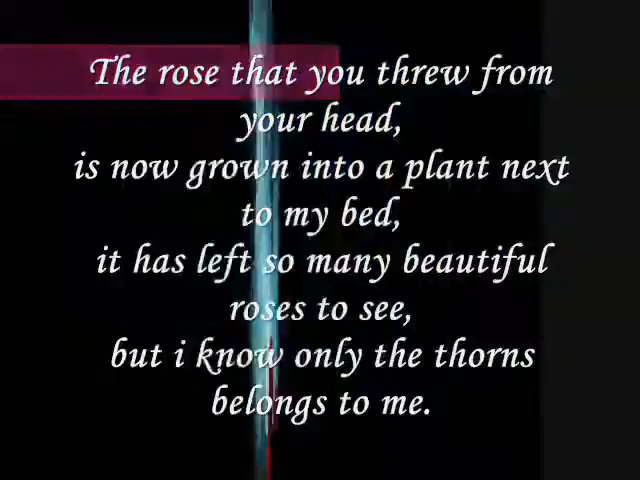 The rose that you threw from
your head,
is now grown into a plant next
to my bed,
it has left so many beautiful
roses to see,
but i know only the thorns
belongs to me.